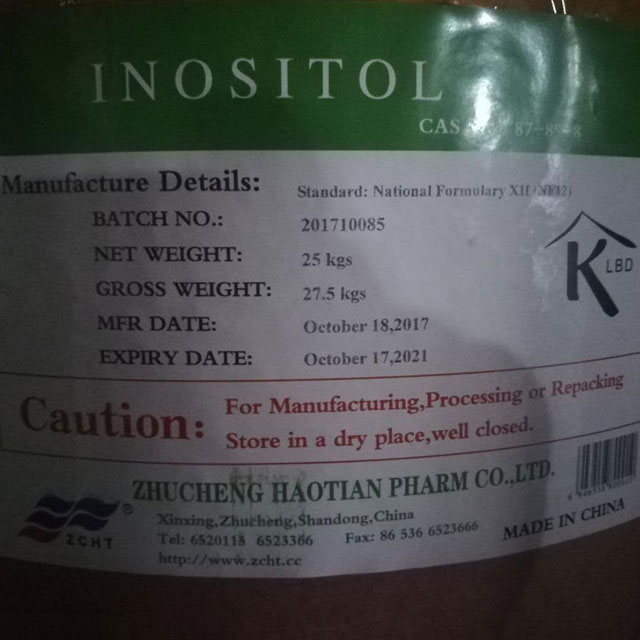 INOSITOL
CAS
Manufacture Details:
Standard: National Formulary XII (NF12)
BATCH NO.: 201710085
NET WEIGHT: 25 kgs
GROSS WEIGHT: 27.5 kgs
MFR DATE: October 18,2017
EXPIRY DATE: October 17,2021
K LBD
Caution: For Manufacturing,Processing or Repacking
Store in a dry place,well closed.
ZHUCHENG HAOTIAN PHARM CO.,LTD.
Xinxing,Zhucheng,Shandong,China
Tel: 6520118 6523386 Fax: 86 536 6523666
http://www.zcht.cc
ZCHT ®
MADE IN CHINA